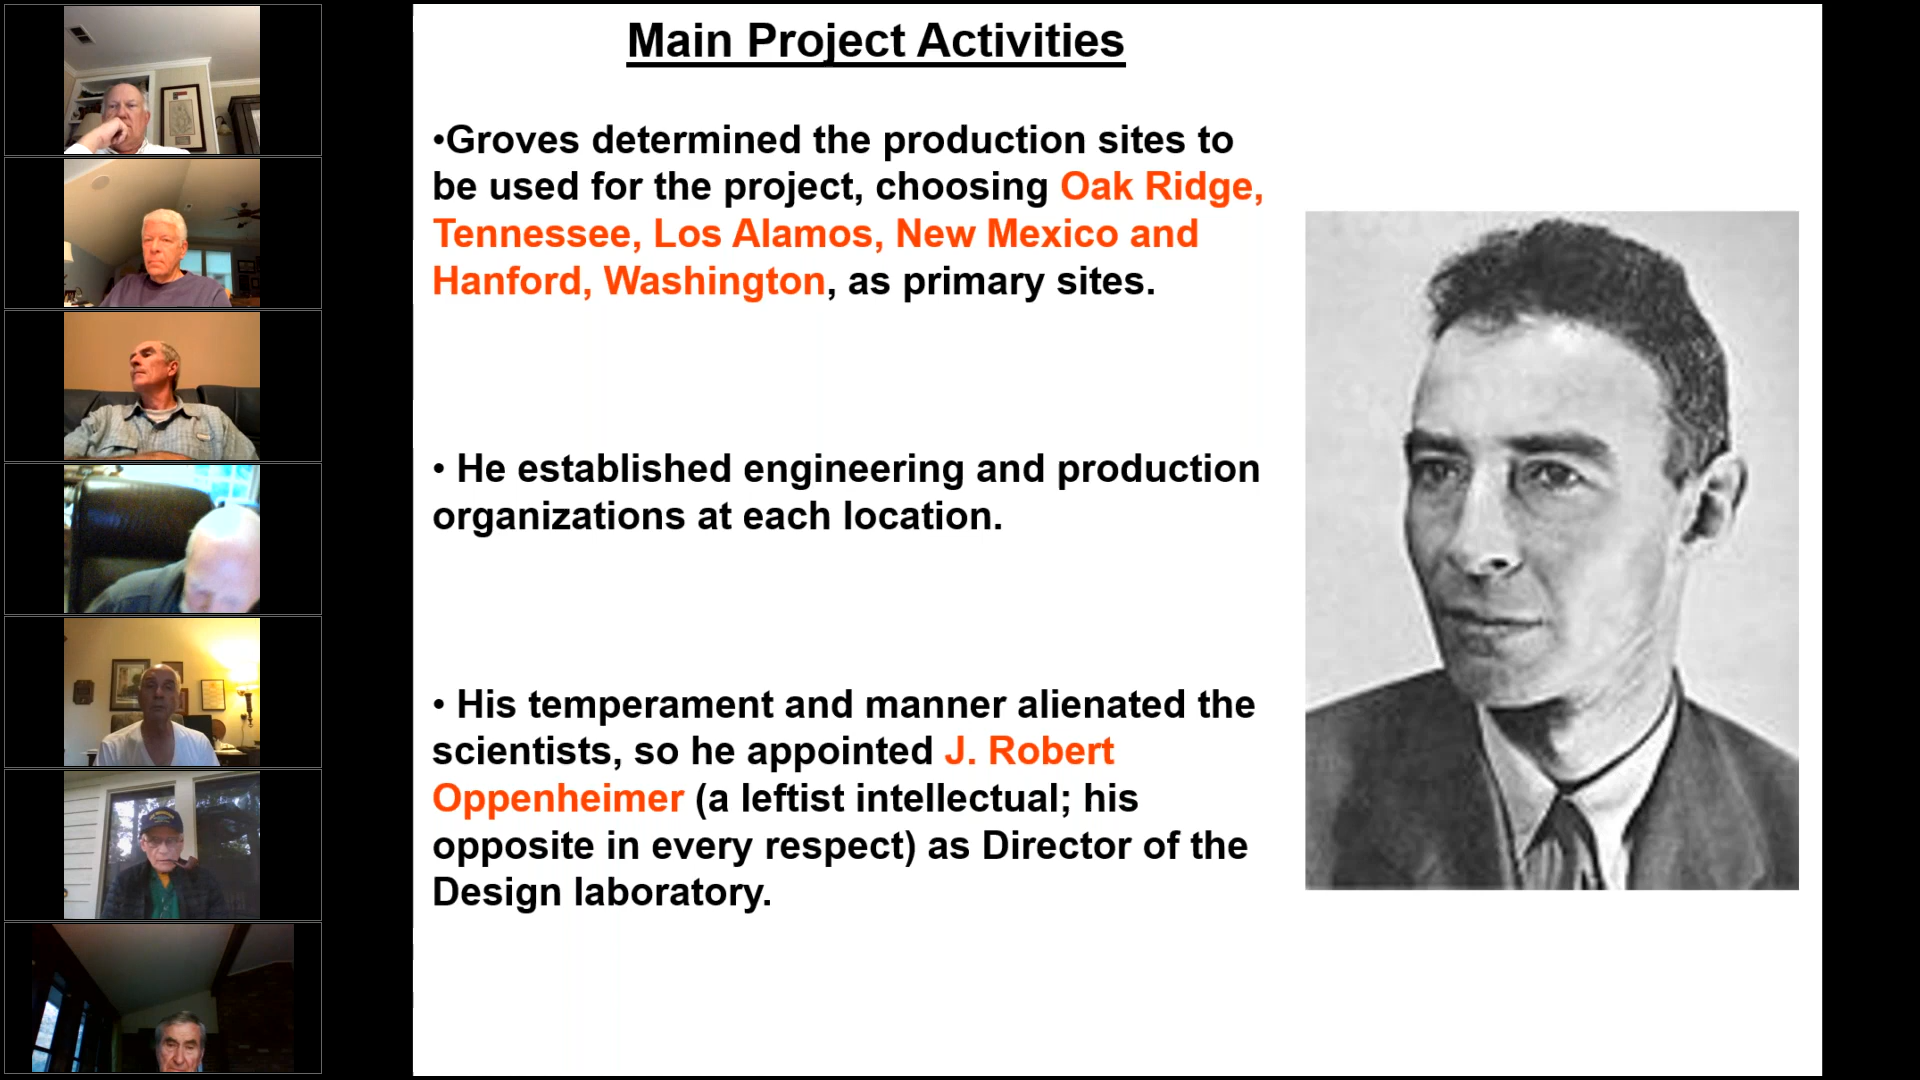 Main Project Activities
•Groves determined the production sites to
be used for the project, choosing Oak Ridge,
Tennessee, Los Alamos, New Mexico and
Hanford, Washington, as primary sites.
• He established engineering and production
organizations at each location.
• His temperament and manner alienated the
scientists, so he appointed J. Robert
Oppenheimer (a leftist intellectual; his
opposite in every respect) as Director of the
Design laboratory.